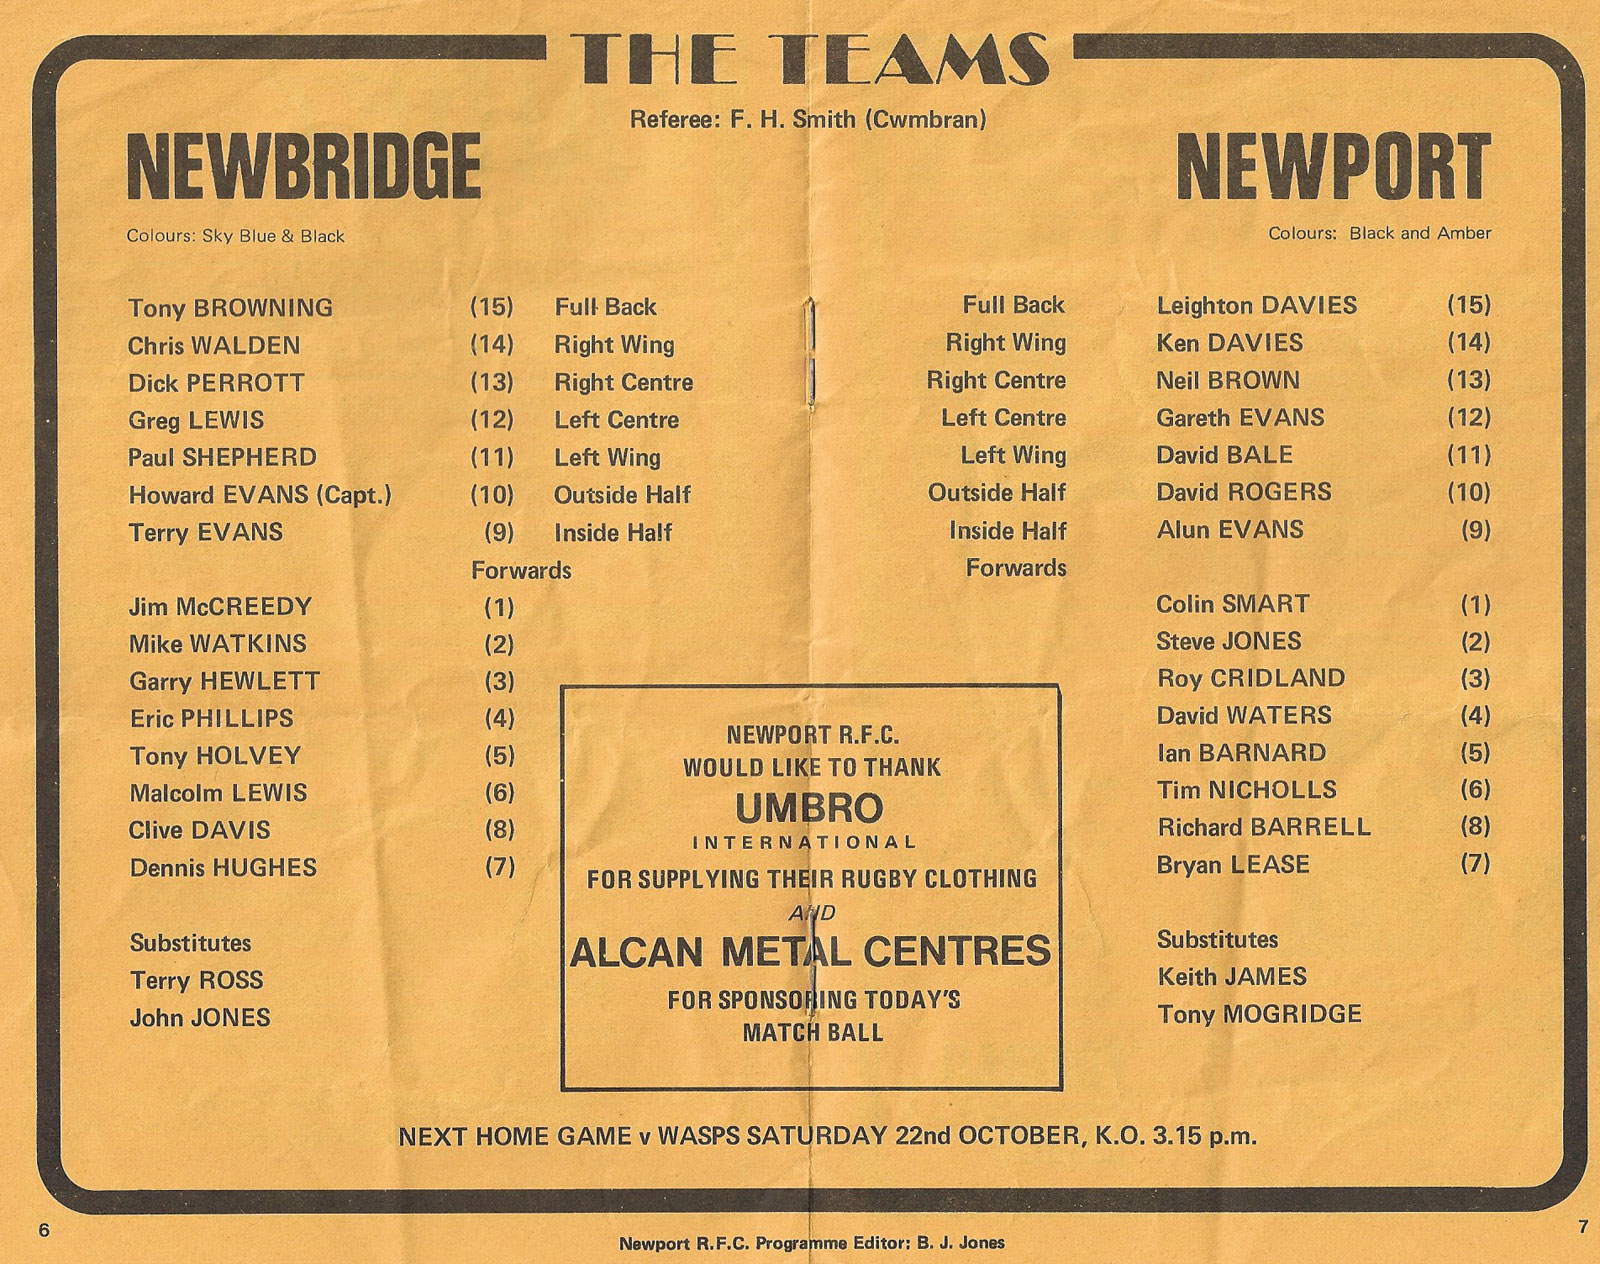 THE TEAMS
Referee: F. H. Smith (Cwmbran)
NEWBRIDGE
Colours: Sky Blue & Black
Tony BROWNING (15) Full Back
Chris WALDEN (14) Right Wing
Dick PERROTT (13) Right Centre
Greg LEWIS (12) Left Centre
Paul SHEPHERD (11) Left Wing
Howard EVANS (Capt.) (10) Outside Half
Terry EVANS (9) Inside Half
Forwards
Jim McCREEDY (1)
Mike WATKINS (2)
Garry HEWLETT (3)
Eric PHILLIPS (4)
Tony HOLVEY (5)
Malcolm LEWIS (6)
Clive DAVIS (8)
Dennis HUGHES (7)
Substitutes
Terry ROSS
John JONES
NEWPORT
Colours: Black and Amber
Full Back Leighton DAVIES (15)
Right Wing Ken DAVIES (14)
Right Centre Neil BROWN (13)
Left Centre Gareth EVANS (12)
Left Wing David BALE (11)
Outside Half David ROGERS (10)
Inside Half Alun EVANS (9)
Forwards
Colin SMART (1)
Steve JONES (2)
Roy CRIDLAND (3)
David WATERS (4)
Ian BARNARD (5)
Tim NICHOLLS (6)
Richard BARRELL (8)
Bryan LEASE (7)
Substitutes
Keith JAMES
Tony MOGRIDGE
NEWPORT R.F.C.
WOULD LIKE TO THANK
UMBRO
INTERNATIONAL
FOR SUPPLYING THEIR RUGBY CLOTHING
AND
ALCAN METAL CENTRES
FOR SPONSORING TODAY'S
MATCH BALL
NEXT HOME GAME v WASPS SATURDAY 22nd OCTOBER, K.O. 3.15 p.m.
6
7
Newport R.F.C. Programme Editor: B. J. Jones